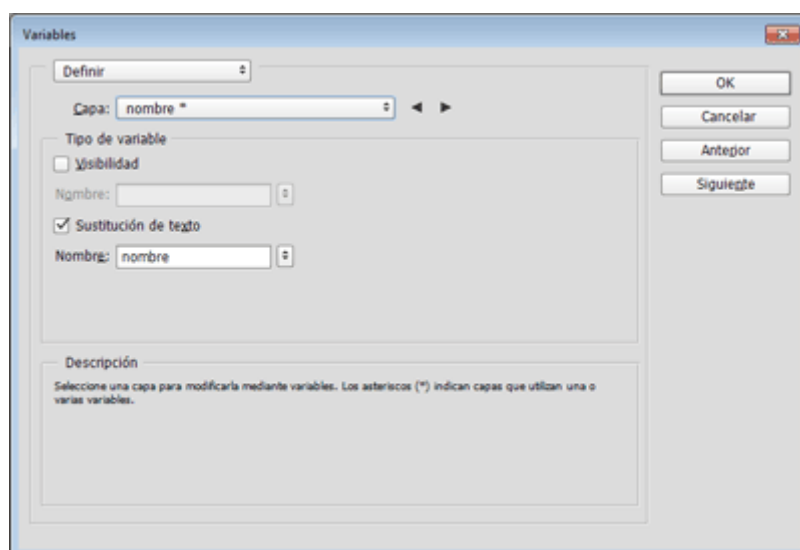 Variables
Definir
OK
Capa: nombre *
Cancelar
Tipo de variable
Anterior
Visibilidad
Siguiente
Nombre:
Sustitución de texto
Nombre: nombre
Descripción
Seleccione una capa para modificarla mediante variables. Los asteriscos (*) indican capas que utilizan una o
varias variables.